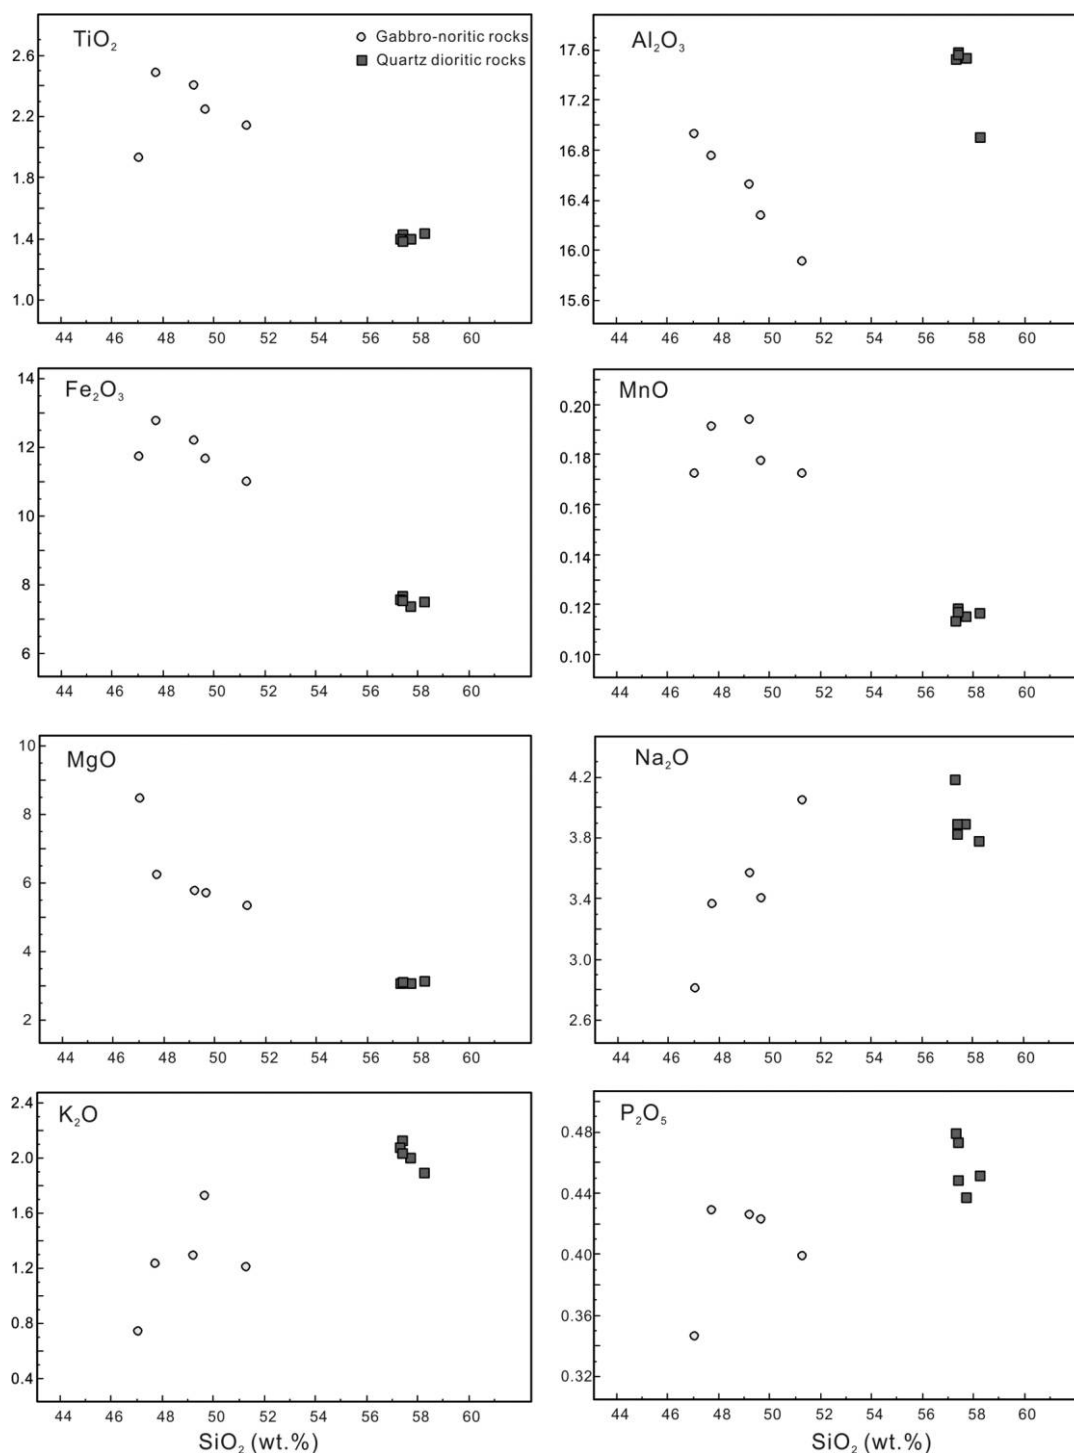 TiO₂
Gabbro-noritic rocks
Quartz dioritic rocks
2.6
2.2
1.8
1.4
1.0
44 46 48 50 52 54 56 58 60
Al₂O₃
17.6
17.2
16.8
16.4
16.0
15.6
44 46 48 50 52 54 56 58 60
Fe₂O₃
14
12
10
8
6
44 46 48 50 52 54 56 58 60
MnO
0.20
0.18
0.16
0.14
0.12
0.10
44 46 48 50 52 54 56 58 60
MgO
10
8
6
4
2
44 46 48 50 52 54 56 58 60
Na₂O
4.2
3.8
3.4
3.0
2.6
44 46 48 50 52 54 56 58 60
K₂O
2.4
2.0
1.6
1.2
0.8
0.4
44 46 48 50 52 54 56 58 60
SiO₂ (wt.%)
P₂O₅
0.48
0.44
0.40
0.36
0.32
44 46 48 50 52 54 56 58 60
SiO₂ (wt.%)